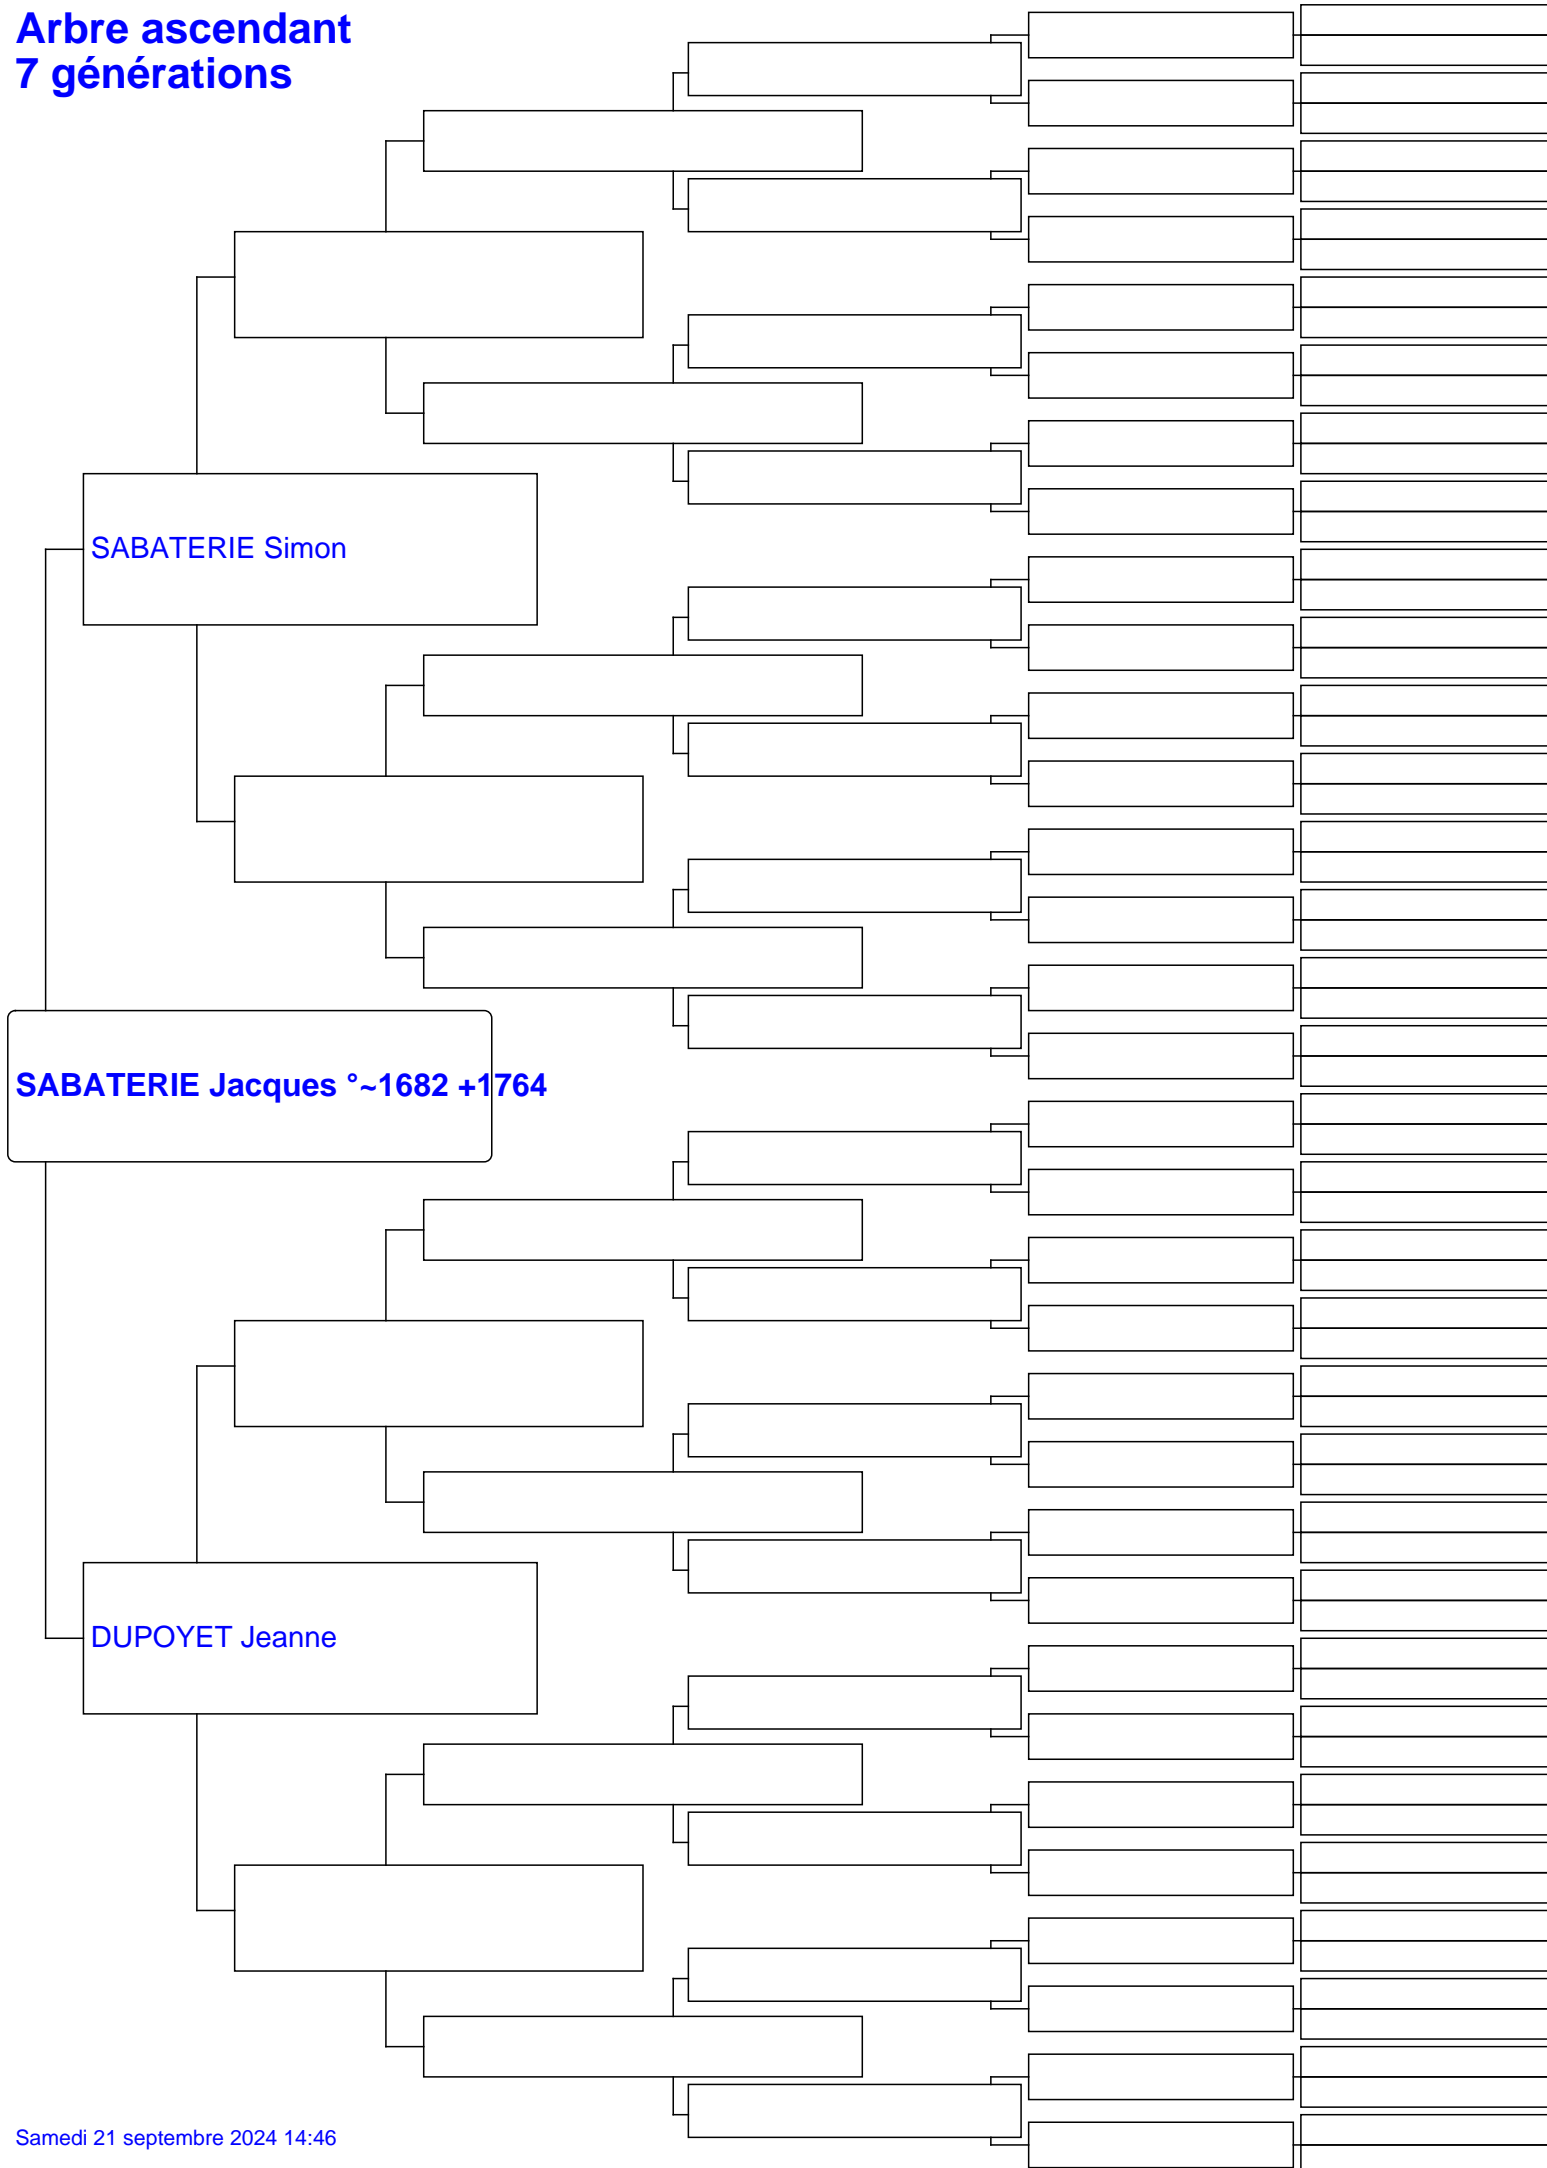 Arbre ascendant
7 générations
SABATERIE Simon
SABATERIE Jacques °~1682 +1764
DUPOYET Jeanne
Samedi 21 septembre 2024 14:46